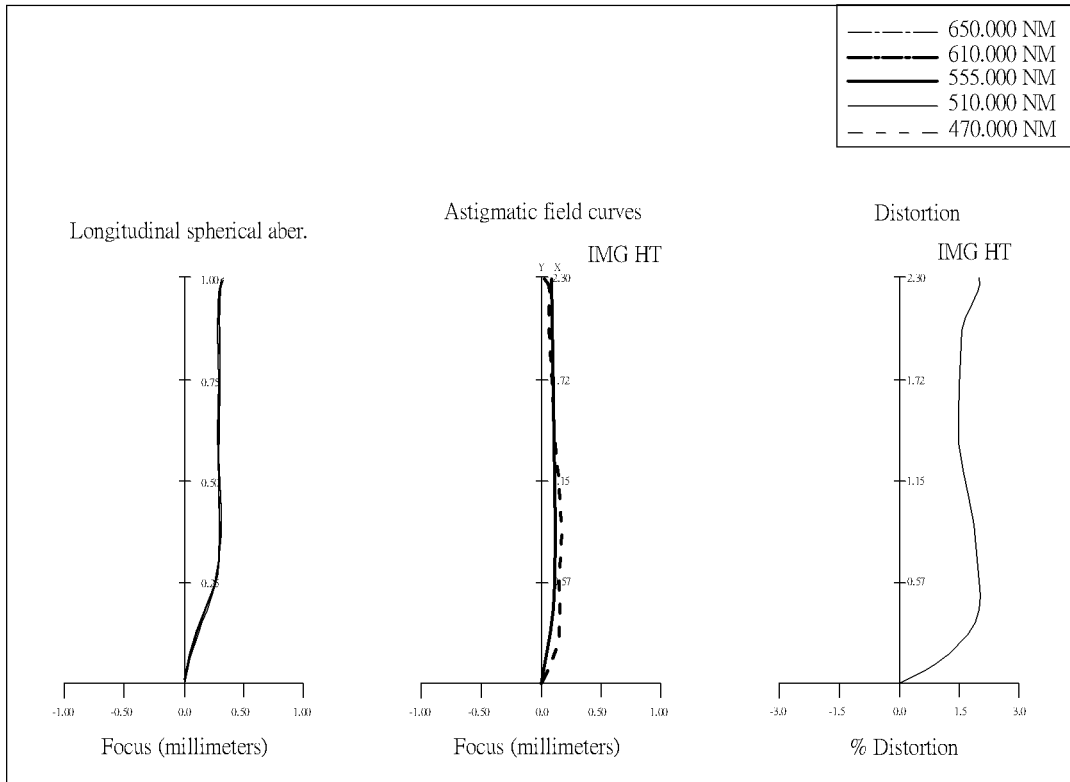 650.000 NM
610.000 NM
555.000 NM
510.000 NM
470.000 NM
Longitudinal spherical aber.
1.00
0.75
0.50
0.25
-1.00 -0.50 0.0 0.50 1.00
Focus (millimeters)
Astigmatic field curves
IMG HT
Y X
2.30
1.72
1.15
0.57
-1.00 -0.50 0.0 0.50 1.00
Focus (millimeters)
Distortion
IMG HT
2.30
1.72
1.15
0.57
-3.0 -1.5 0.0 1.5 3.0
% Distortion